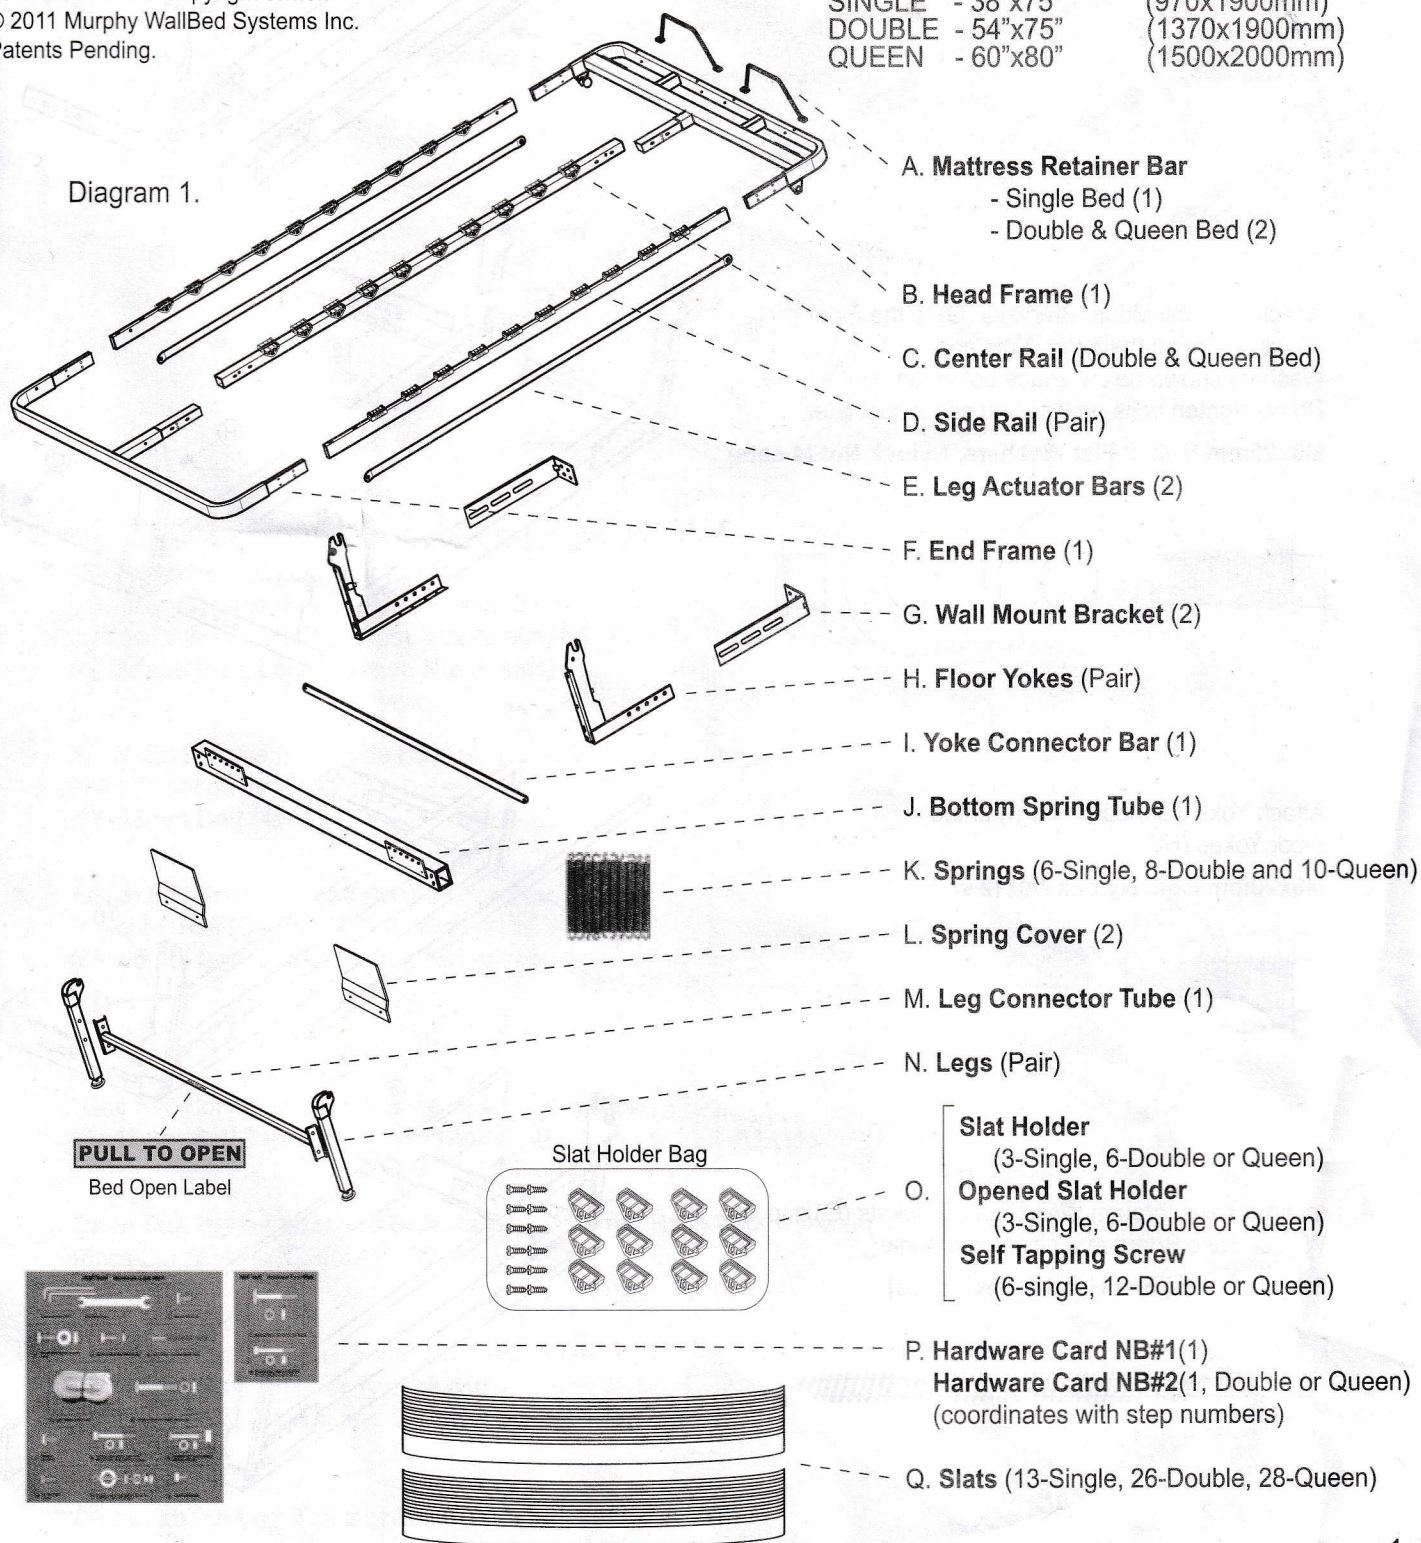 © 2011 Murphy WallBed Systems Inc.
Patents Pending.
SINGLE - 38"x75" (970x1900mm)
DOUBLE - 54"x75" (1370x1900mm)
QUEEN - 60"x80" (1500x2000mm)
Diagram 1.
A. Mattress Retainer Bar
- Single Bed (1)
- Double & Queen Bed (2)
B. Head Frame (1)
C. Center Rail (Double & Queen Bed)
D. Side Rail (Pair)
E. Leg Actuator Bars (2)
F. End Frame (1)
G. Wall Mount Bracket (2)
H. Floor Yokes (Pair)
I. Yoke Connector Bar (1)
J. Bottom Spring Tube (1)
K. Springs (6-Single, 8-Double and 10-Queen)
L. Spring Cover (2)
M. Leg Connector Tube (1)
N. Legs (Pair)
PULL TO OPEN
Bed Open Label
Slat Holder Bag
O.
Slat Holder
(3-Single, 6-Double or Queen)
Opened Slat Holder
(3-Single, 6-Double or Queen)
Self Tapping Screw
(6-single, 12-Double or Queen)
P. Hardware Card NB#1(1)
Hardware Card NB#2(1, Double or Queen)
(coordinates with step numbers)
Q. Slats (13-Single, 26-Double, 28-Queen)